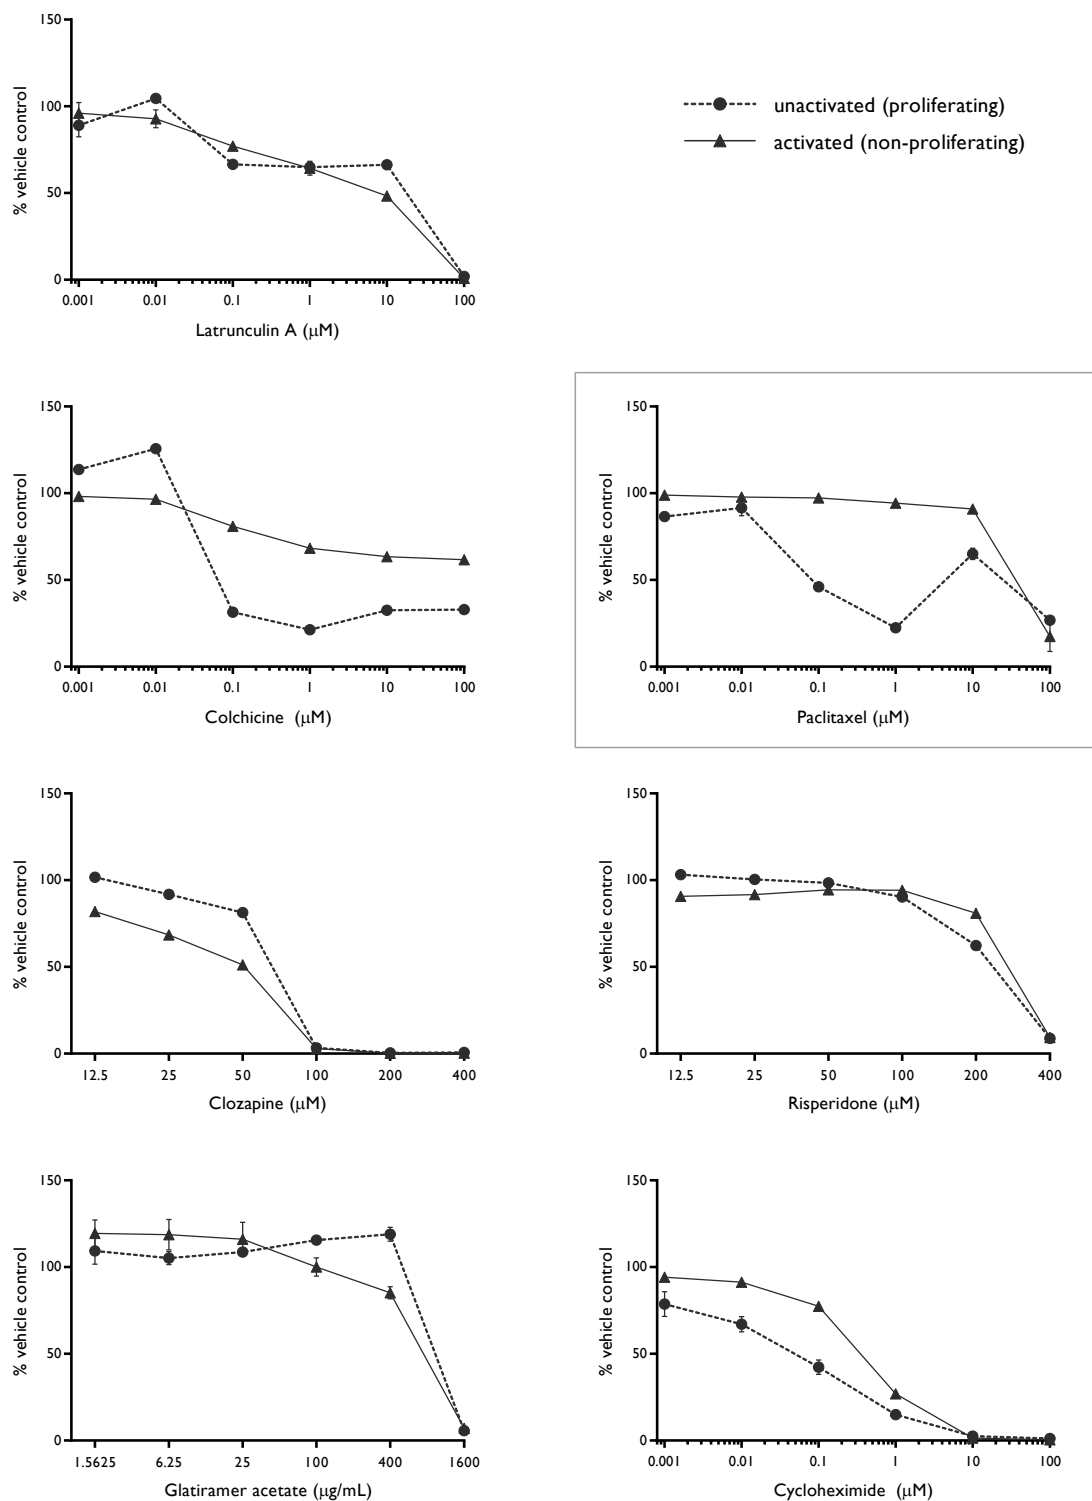 150
100
50
0
% vehicle control
0.001 0.01 0.1 1 10 100
Latrunculin A (μM)
unactivated (proliferating)
activated (non-proliferating)
150
100
50
0
% vehicle control
0.001 0.01 0.1 1 10 100
Colchicine (μM)
150
100
50
0
% vehicle control
0.001 0.01 0.1 1 10 100
Paclitaxel (μM)
150
100
50
0
% vehicle control
12.5 25 50 100 200 400
Clozapine (μM)
150
100
50
0
% vehicle control
12.5 25 50 100 200 400
Risperidone (μM)
150
100
50
0
% vehicle control
1.5625 6.25 25 100 400 1600
Glatiramer acetate (μg/mL)
150
100
50
0
% vehicle control
0.001 0.01 0.1 1 10 100
Cycloheximide (μM)